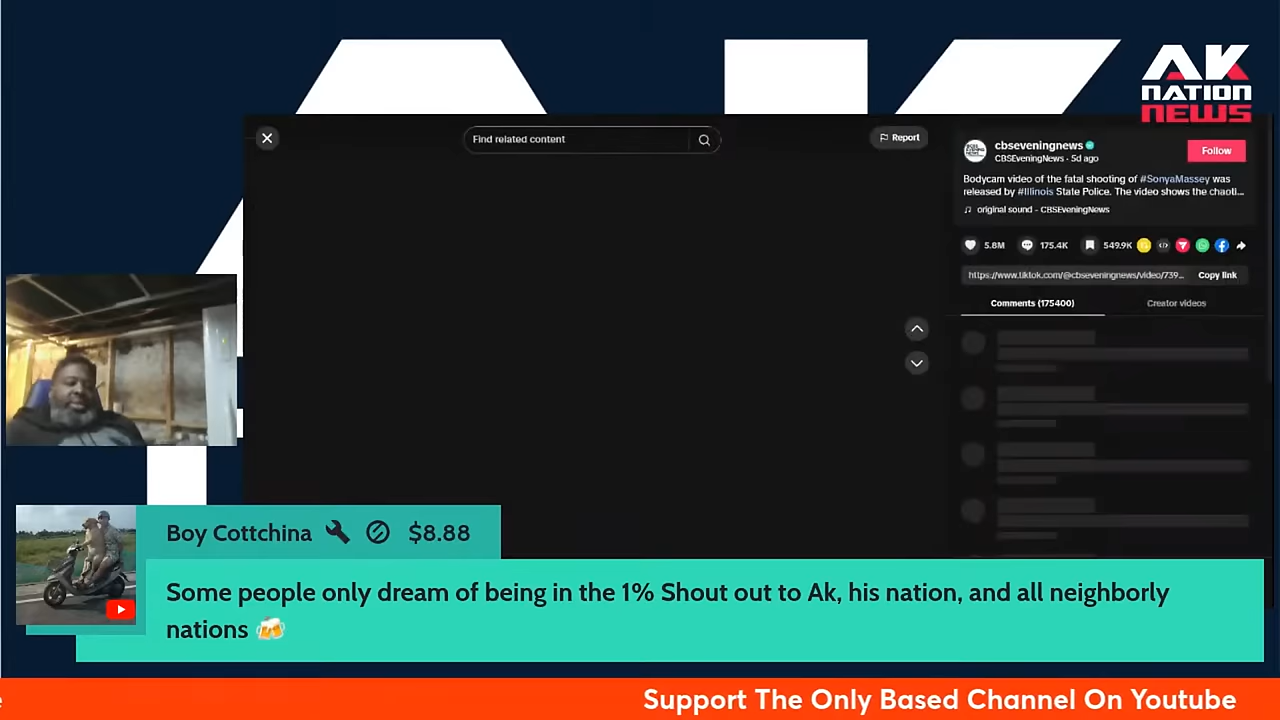 AK
NATION
NEWS
Find related content
Report
cbseveningnews
CBSEveningNews · 5d ago
Follow
Bodycam video of the fatal shooting of #SonyaMassey was
released by #Illinois State Police. The video shows the chaoti...
original sound - CBSEveningNews
5.8M
175.4K
549.9K
https://www.tiktok.com/@cbseveningnews/video/739...
Copy link
Comments (175400)
Creator videos
Boy Cottchina $8.88
Some people only dream of being in the 1% Shout out to Ak, his nation, and all neighborly
nations 🍻
Support The Only Based Channel On Youtube